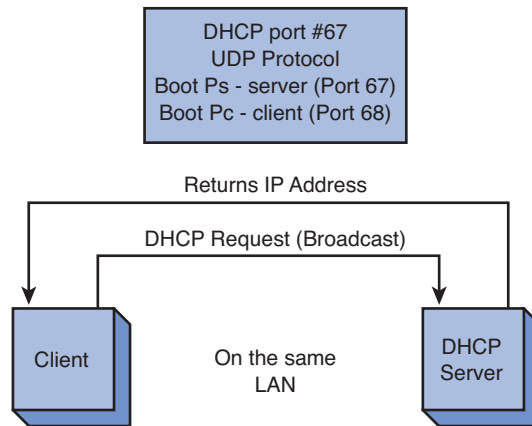 DHCP port #67
UDP Protocol
Boot Ps - server (Port 67)
Boot Pc - client (Port 68)
Returns IP Address
DHCP Request (Broadcast)
Client
On the same
LAN
DHCP
Server